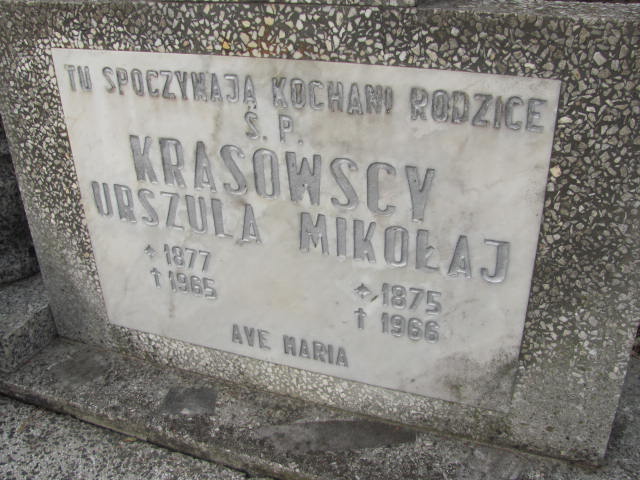 TU SPOCZYWAJĄ KOCHANI RODZICE
Ś. P.
KRASOWSCY
URSZULA MIKOŁAJ
* 1877 * 1875
† 1965 † 1966
AVE MARIA